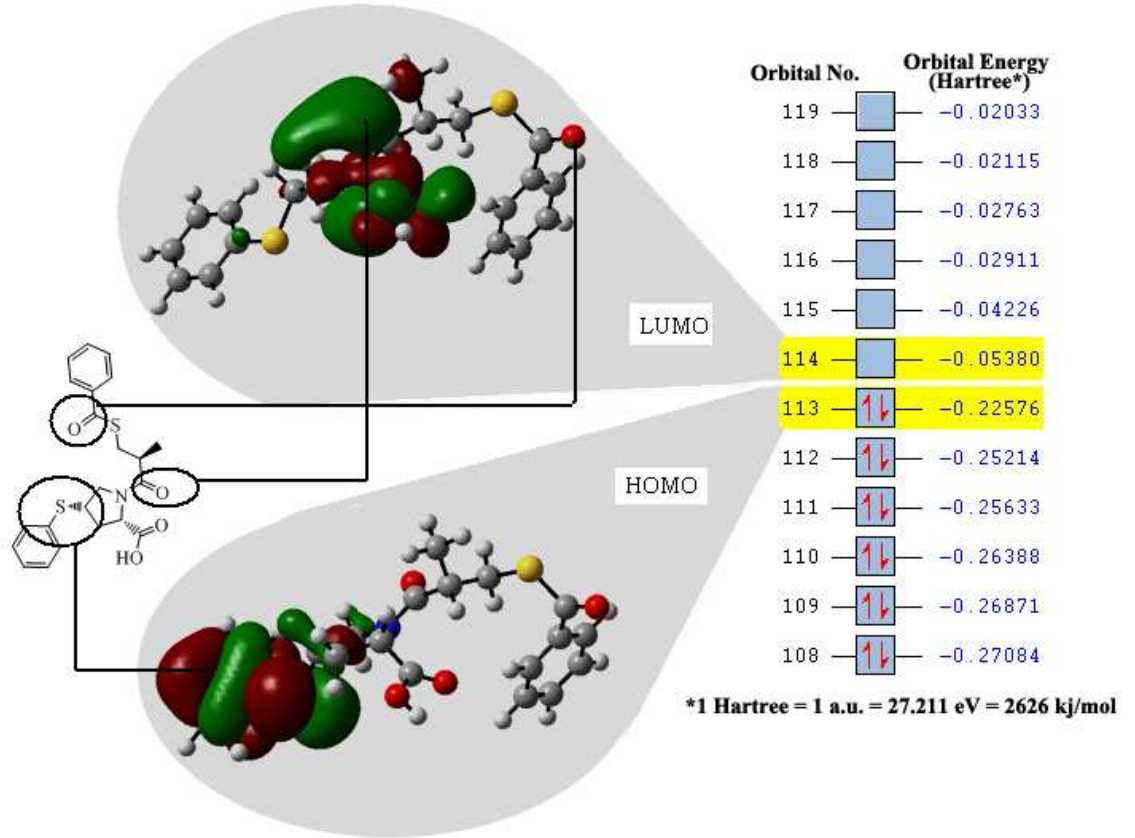 Orbital No.
Orbital Energy
(Hartree*)
119 -0.02033
118 -0.02115
117 -0.02763
116 -0.02911
115 -0.04226
114 -0.05380
113 -0.22576
112 -0.25214
111 -0.25633
110 -0.26388
109 -0.26871
108 -0.27084
*1 Hartree = 1 a.u. = 27.211 eV = 2626 kj/mol
LUMO
HOMO
O
S
O
N
S
O
HO